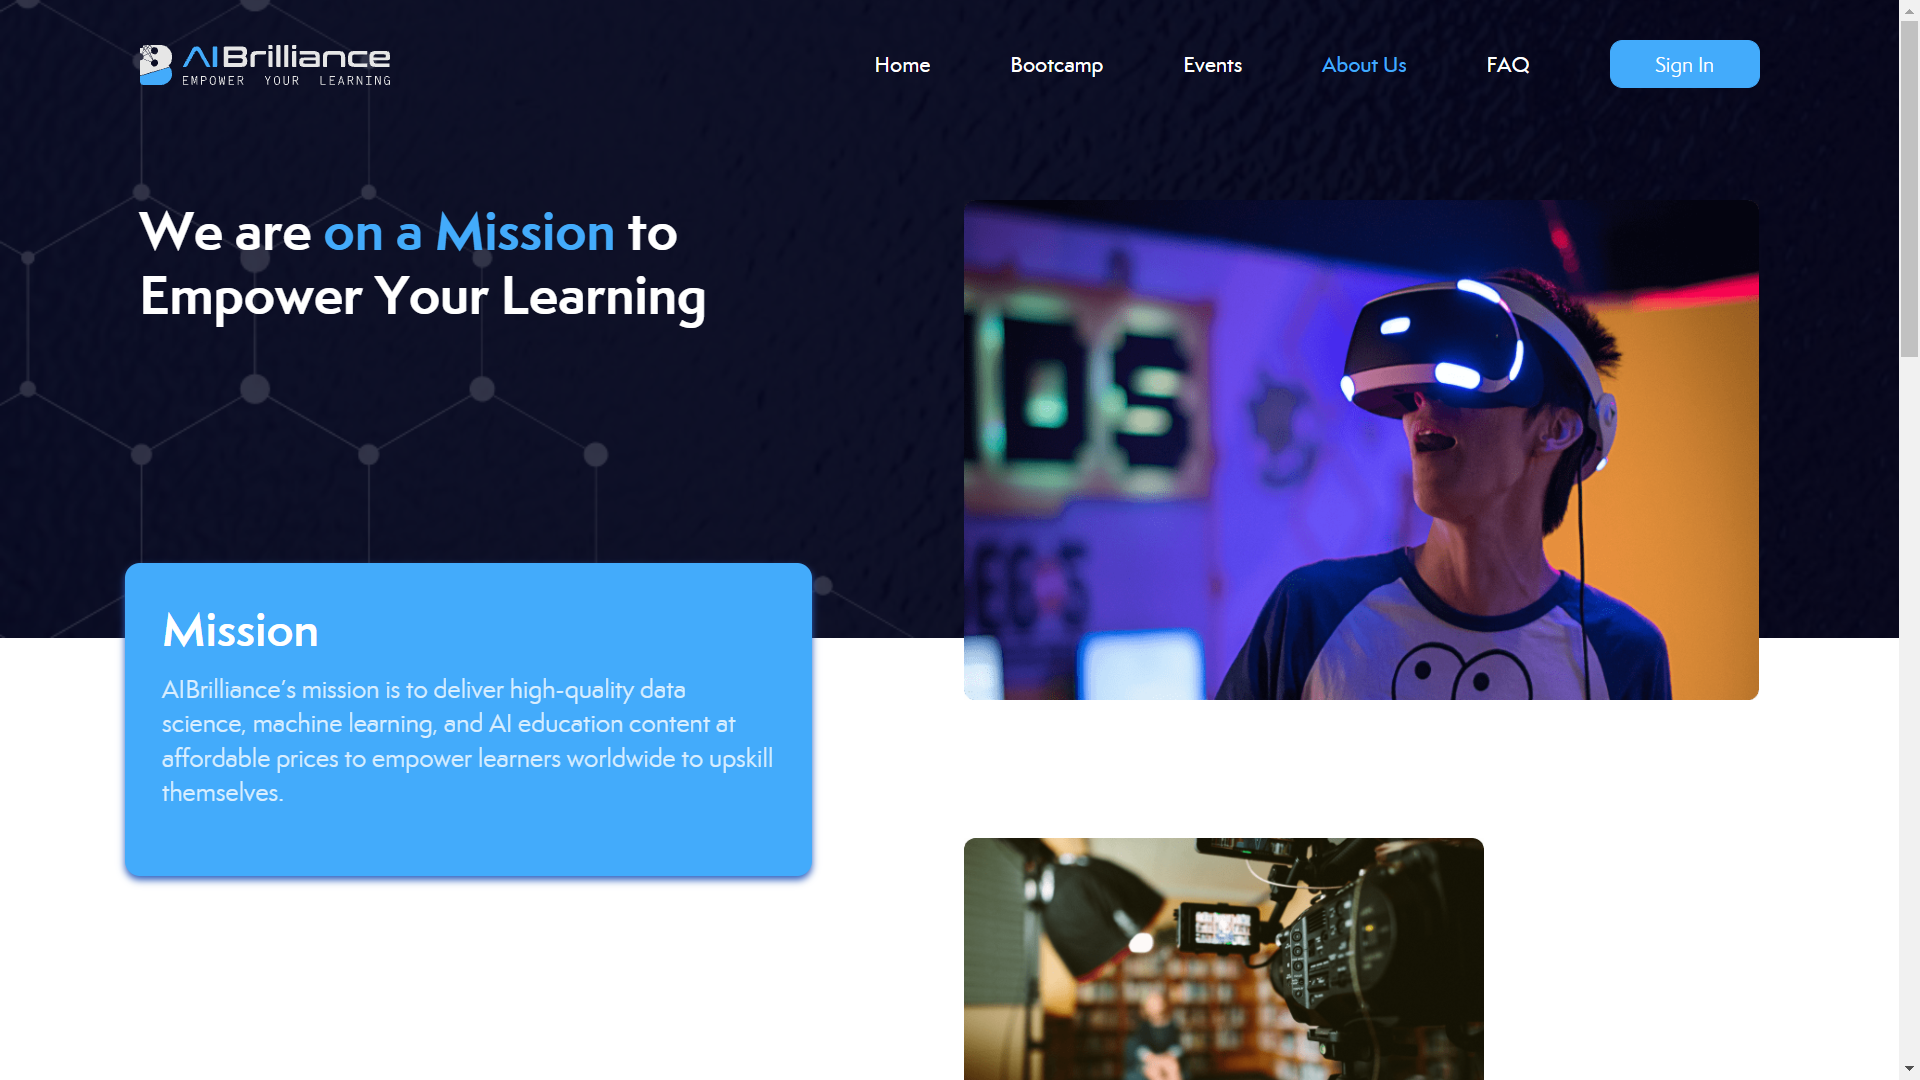 AIBrilliance
EMPOWER YOUR LEARNING
Home
Bootcamp
Events
About Us
FAQ
Sign In
We are on a Mission to
Empower Your Learning
Mission
AIBrilliance’s mission is to deliver high-quality data
science, machine learning, and AI education content at
affordable prices to empower learners worldwide to upskill
themselves.